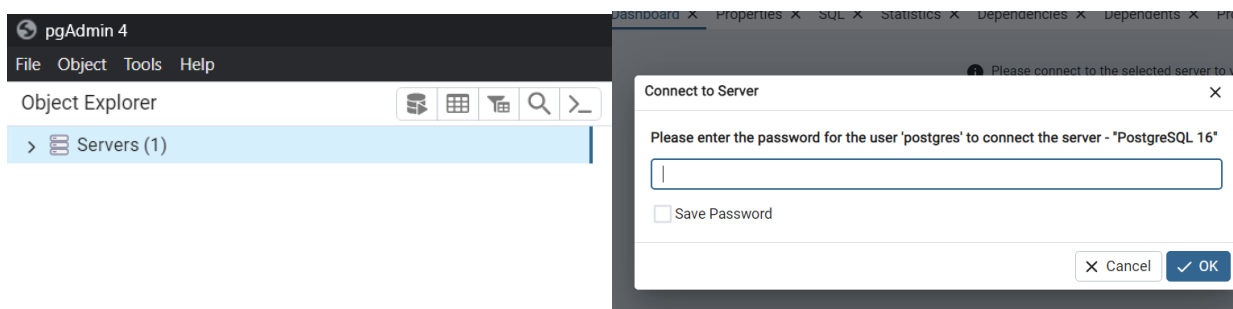 pgAdmin 4
File Object Tools Help
Object Explorer
Servers (1)
Dashboard Properties SQL Statistics Dependencies Dependents
Please connect to the selected server to
Connect to Server
Please enter the password for the user 'postgres' to connect the server - "PostgreSQL 16"
Save Password
Cancel OK